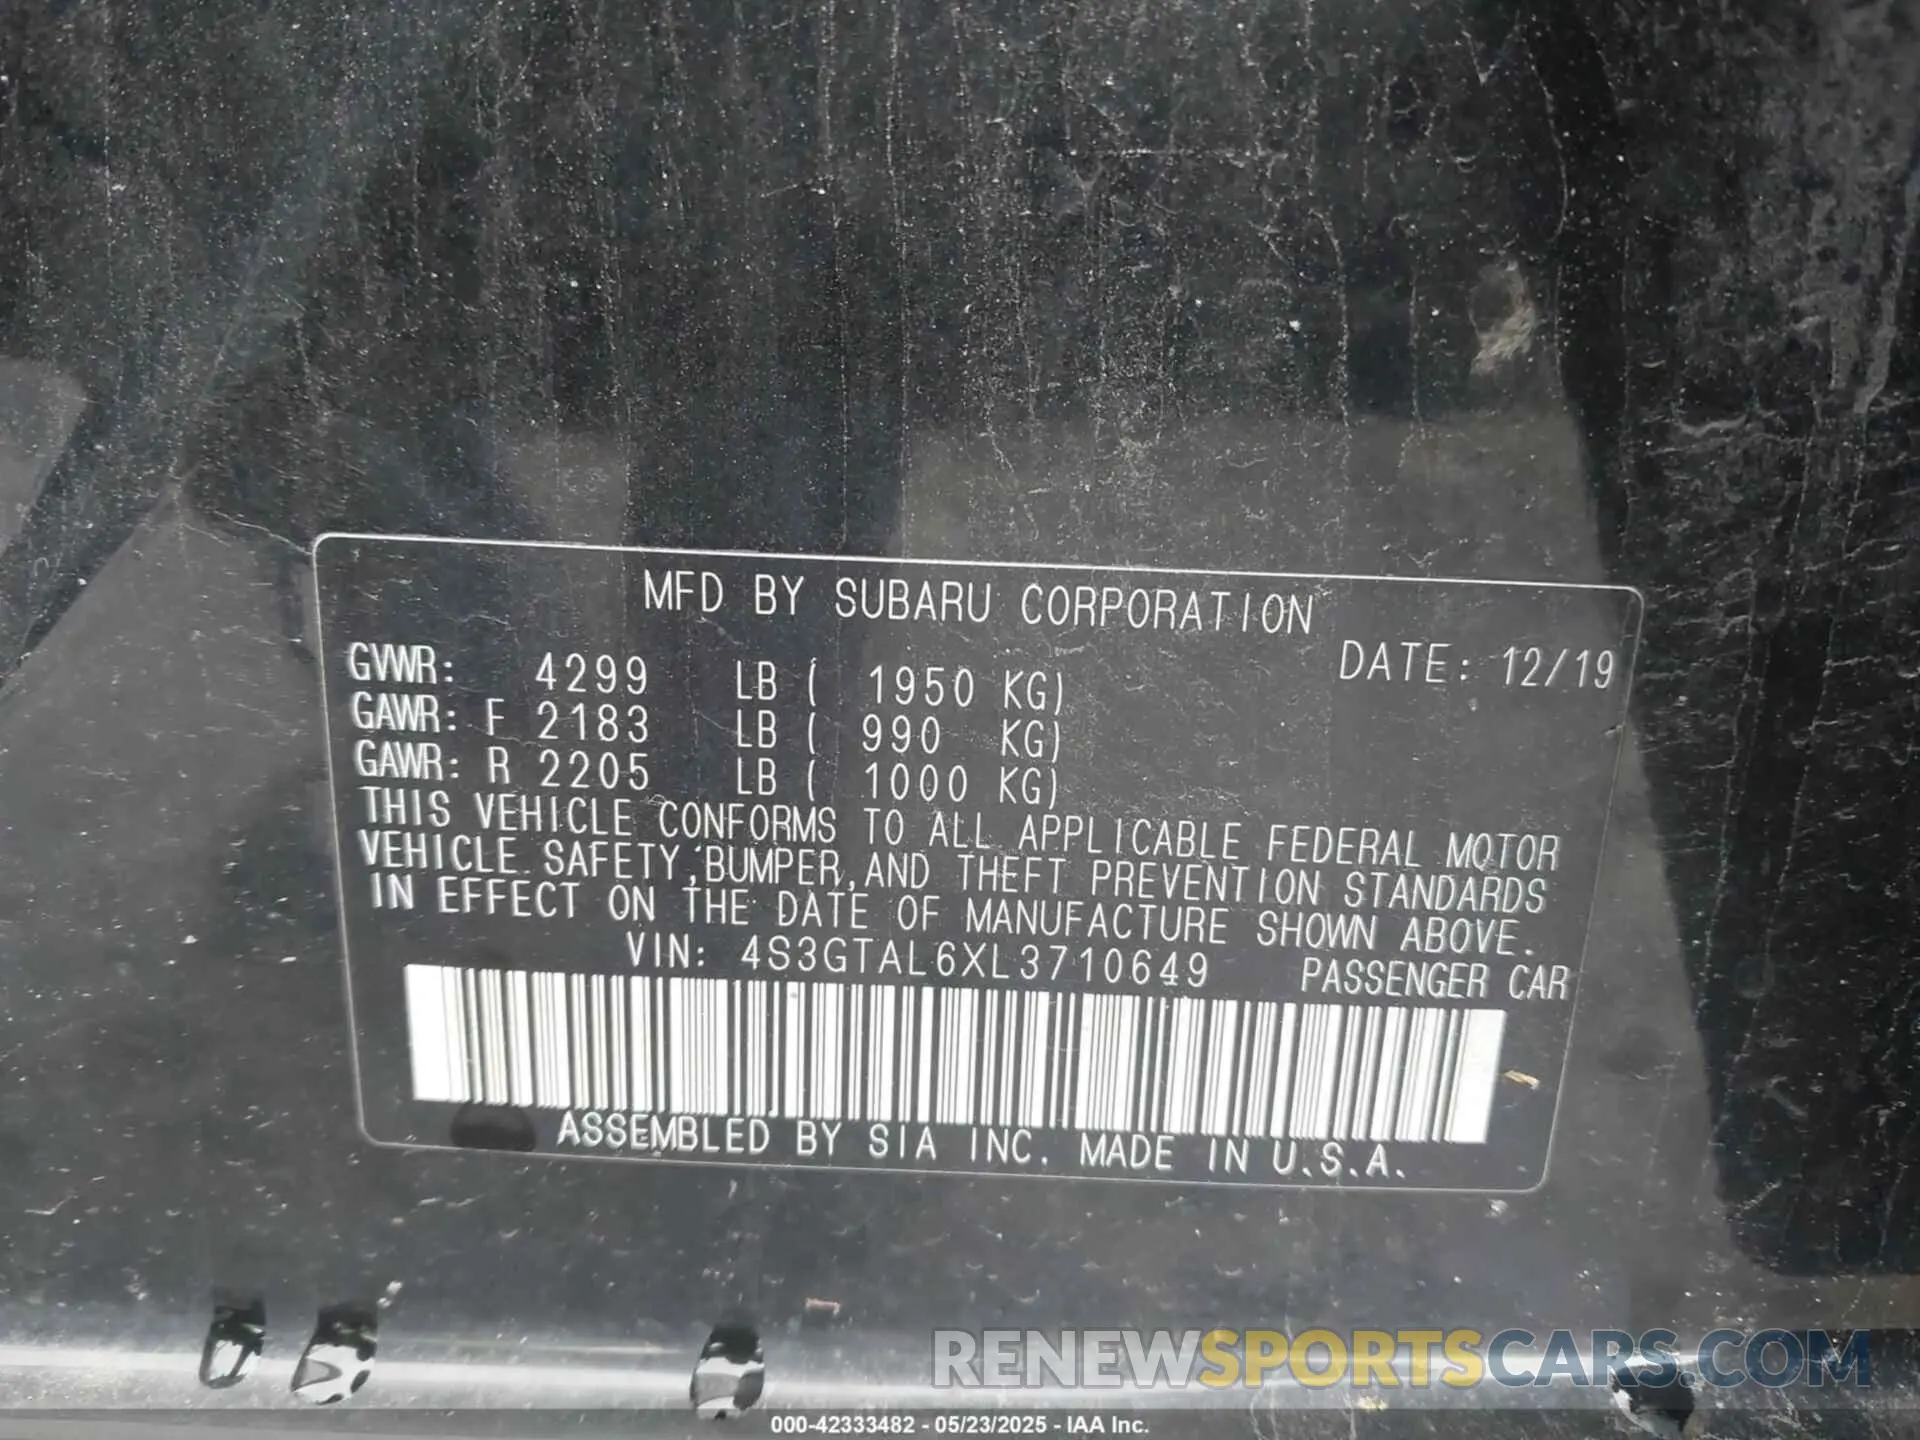 MFD BY SUBARU CORPORATION
DATE: 12/19
GVWR: 4299 LB ( 1950 KG)
GAWR: F 2183 LB ( 990 KG)
GAWR: R 2205 LB ( 1000 KG)
THIS VEHICLE CONFORMS TO ALL APPLICABLE FEDERAL MOTOR
VEHICLE SAFETY, BUMPER, AND THEFT PREVENTION STANDARDS
IN EFFECT ON THE DATE OF MANUFACTURE SHOWN ABOVE.
VIN: 4S3GTAL6XL3710649 PASSENGER CAR
ASSEMBLED BY SIA INC. MADE IN U.S.A.
RENEWSPORTSCARS.COM
000-42333482 - 05/23/2025 - IAA Inc.